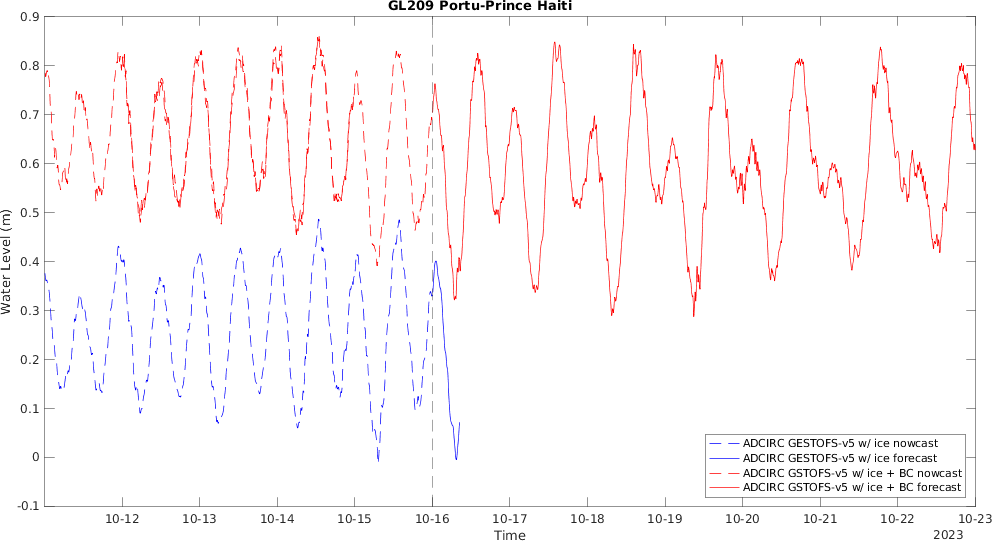 GL209 Portu-Prince Haiti
0.9
0.8
0.7
0.6
0.5
0.4
0.3
0.2
0.1
0
-0.1
Water Level (m)
ADCIRC GESTOFS-v5 w/ ice nowcast
ADCIRC GESTOFS-v5 w/ ice forecast
ADCIRC GSTOFS-v5 w/ ice + BC nowcast
ADCIRC GSTOFS-v5 w/ ice + BC forecast
10-12 10-13 10-14 10-15 10-16 10-17 10-18 10-19 10-20 10-21 10-22 10-23
Time
2023